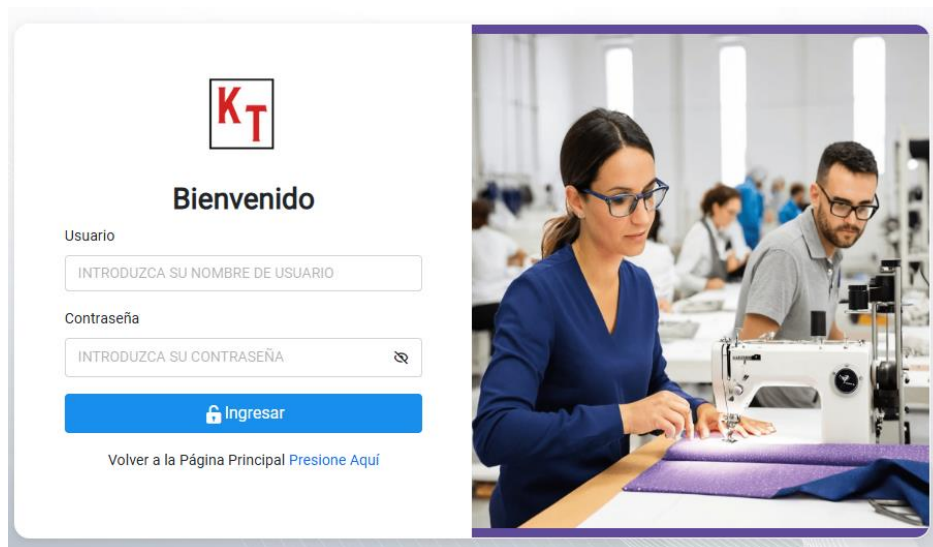 KT
Bienvenido
Usuario
INTRODUZCA SU NOMBRE DE USUARIO
Contraseña
INTRODUZCA SU CONTRASEÑA
Ingresar
Volver a la Página Principal Presione Aquí